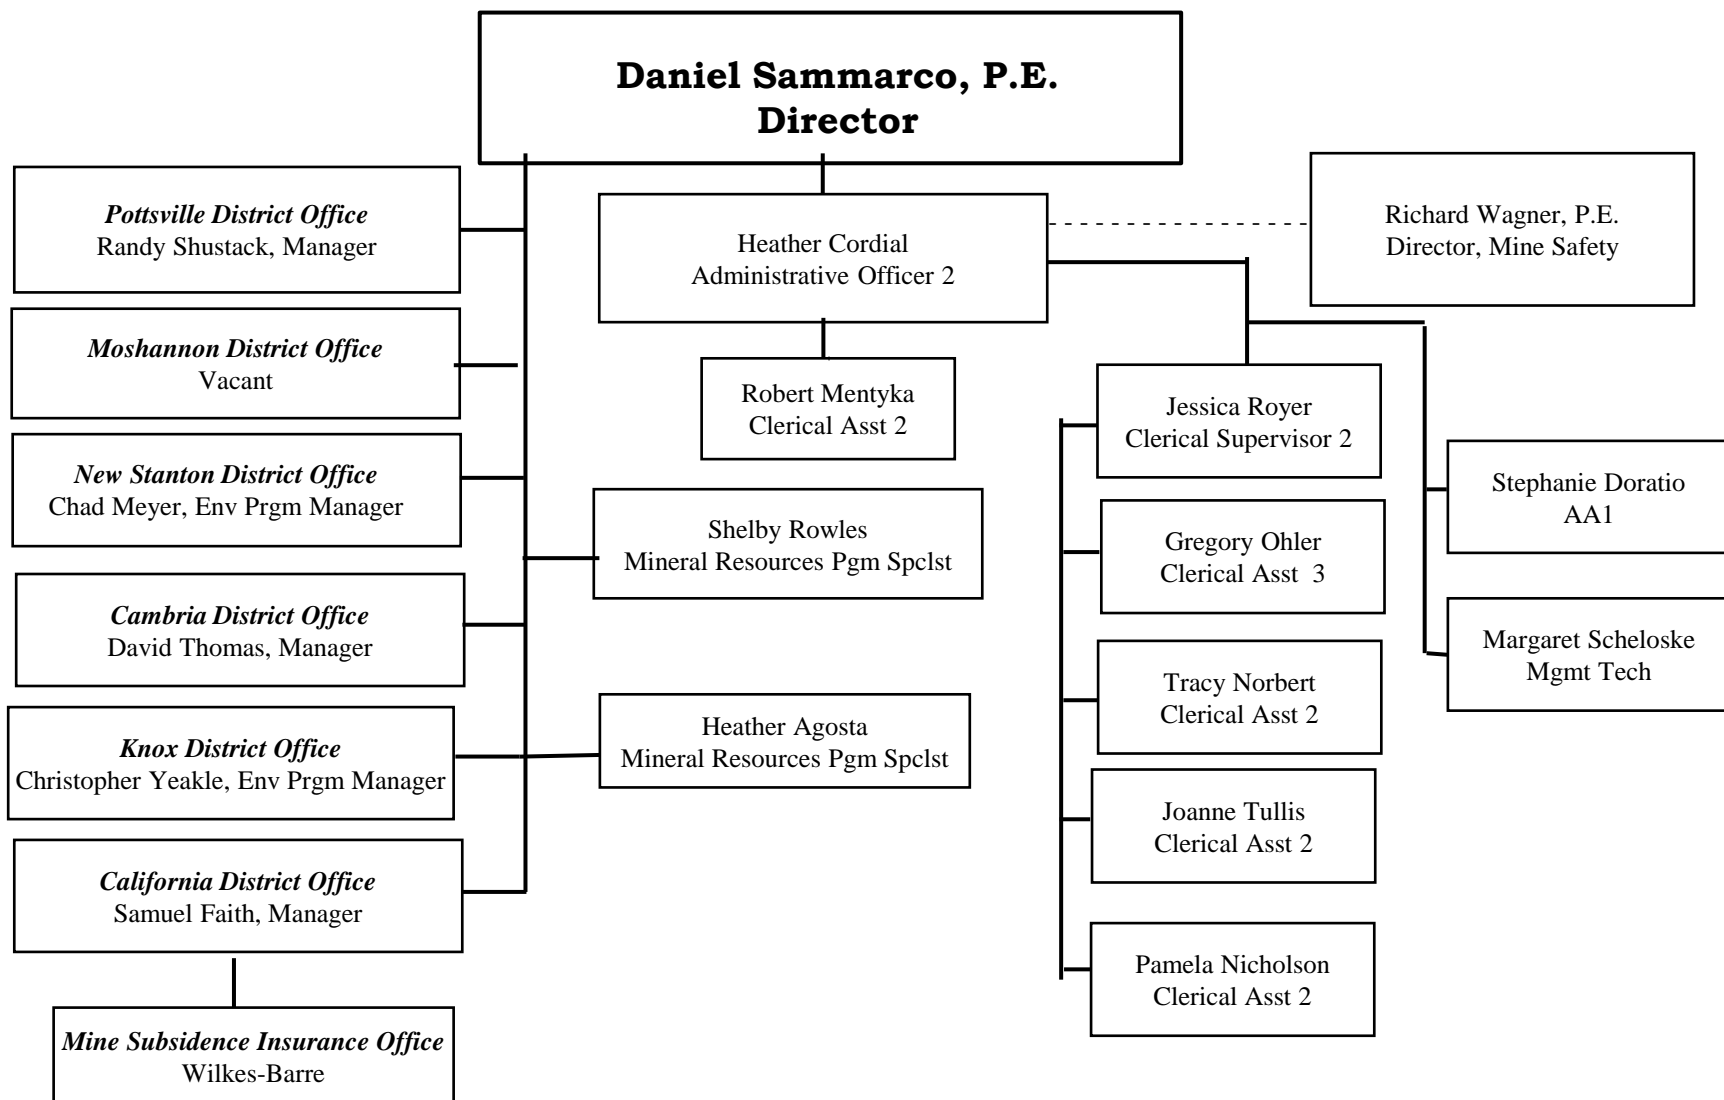 Daniel Sammarco, P.E.
Director
Pottsville District Office
Randy Shustack, Manager
Moshannon District Office
Vacant
New Stanton District Office
Chad Meyer, Env Prgm Manager
Cambria District Office
David Thomas, Manager
Knox District Office
Christopher Yeakle, Env Prgm Manager
California District Office
Samuel Faith, Manager
Mine Subsidence Insurance Office
Wilkes-Barre
Heather Cordial
Administrative Officer 2
Robert Mentyka
Clerical Asst 2
Shelby Rowles
Mineral Resources Pgm Spclst
Heather Agosta
Mineral Resources Pgm Spclst
Richard Wagner, P.E.
Director, Mine Safety
Jessica Royer
Clerical Supervisor 2
Gregory Ohler
Clerical Asst  3
Tracy Norbert
Clerical Asst 2
Joanne Tullis
Clerical Asst 2
Pamela Nicholson
Clerical Asst 2
Stephanie Doratio
AA1
Margaret Scheloske
Mgmt Tech